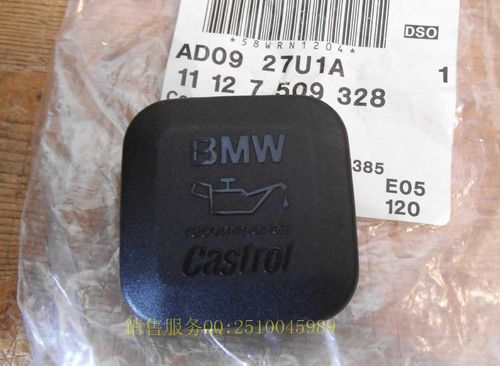 *58WRN1204*
DSO
AD09 27U1A 1
11 12 7 509 328
385
E05
120
BMW
recommends
Castrol
销售服务QQ:2510045989